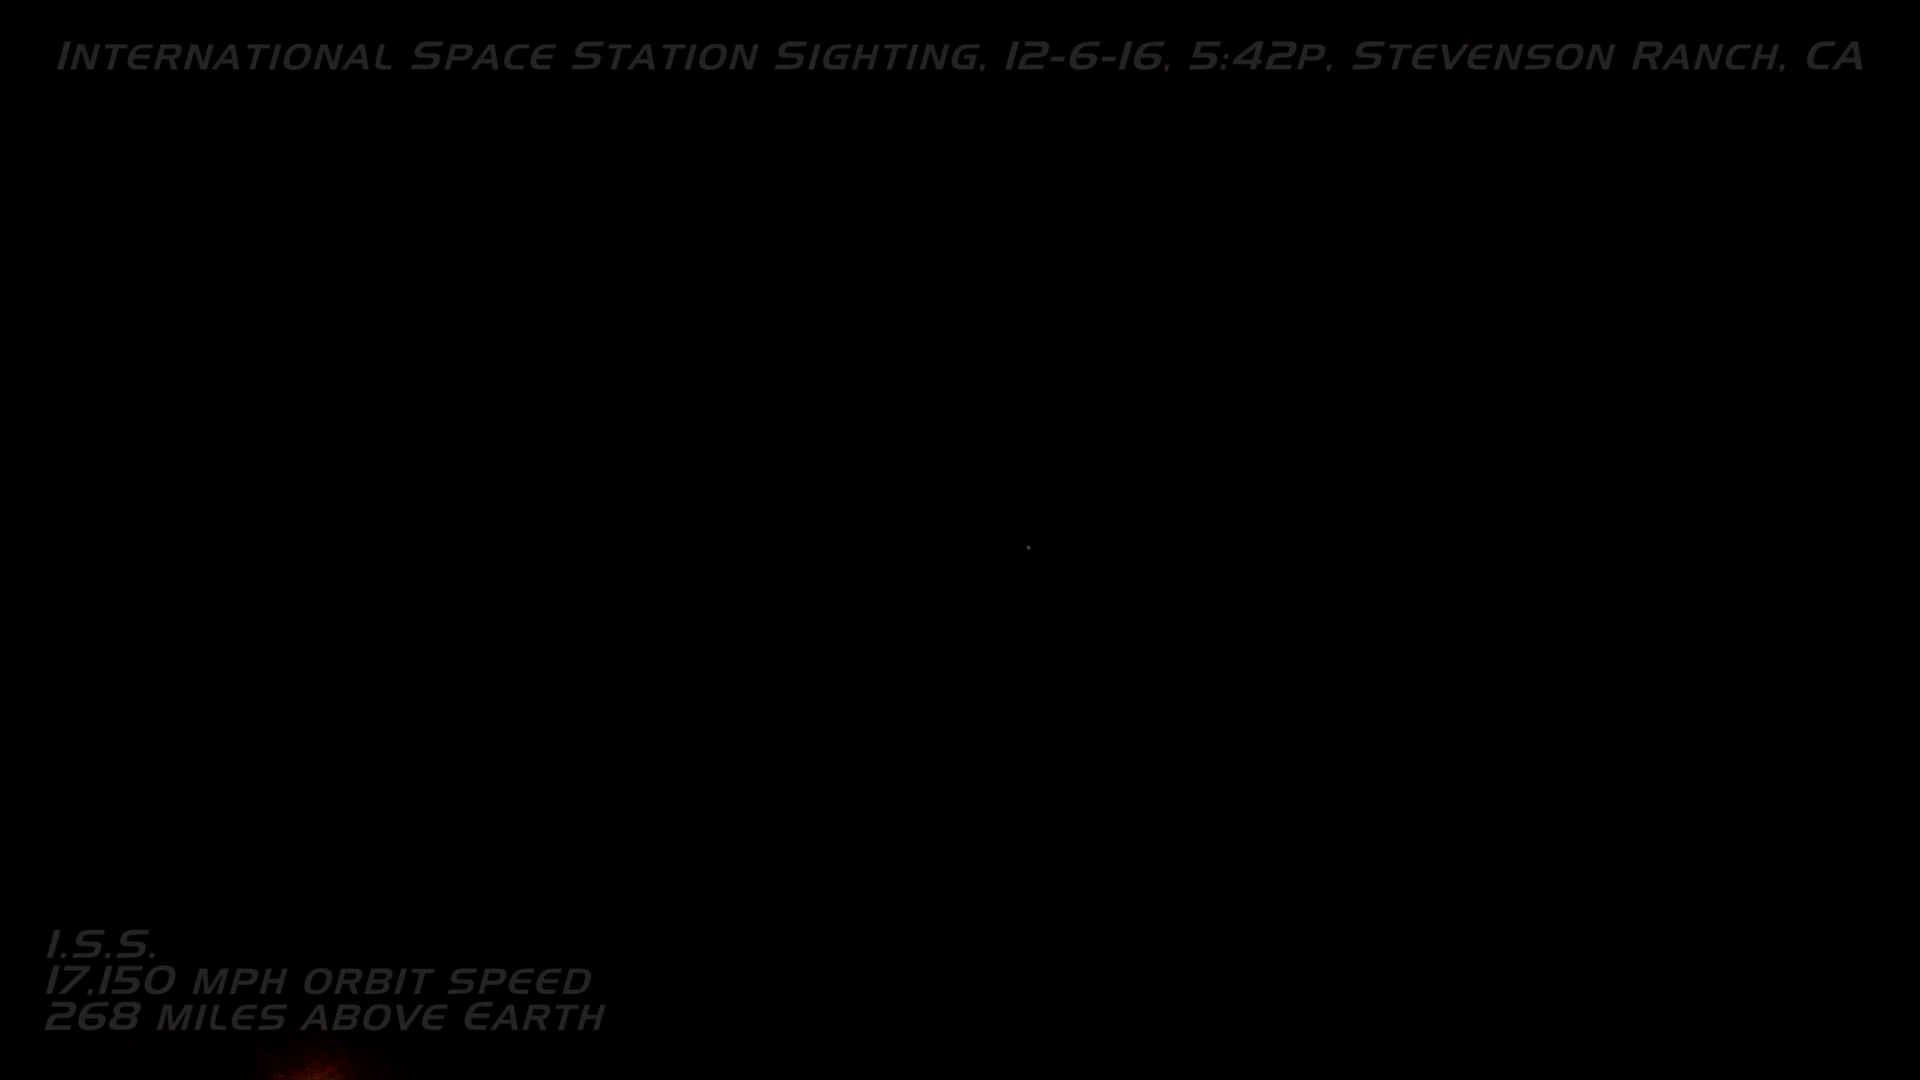 International Space Station Sighting, 12-6-16, 5:42p, Stevenson Ranch, CA
I.S.S.
17,150 mph orbit speed
268 miles above Earth